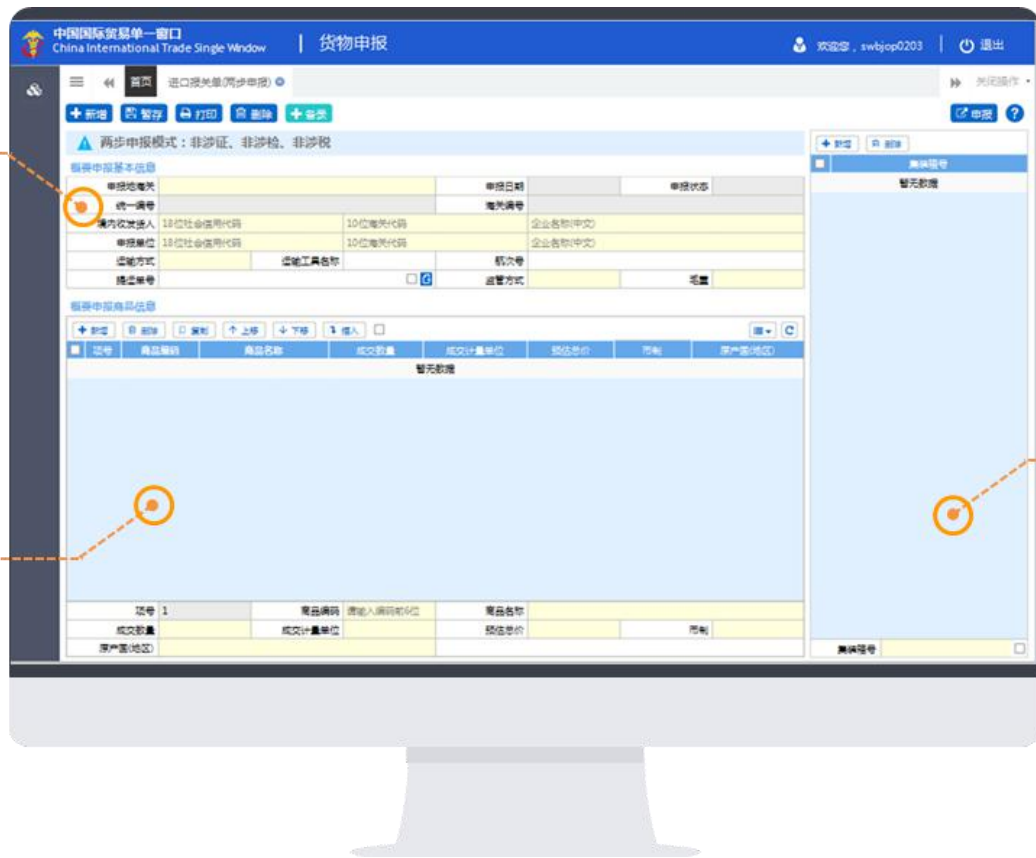 中国国际贸易单一窗口
China International Trade Single Window | 货物申报 欢迎您，swbjop0203 | 退出
首页 进口报关单(两步申报) 关闭操作
新增 暂存 打印 删除 备案 申报
两步申报模式：非涉证、非涉检、非涉税
新增 删除
概要申报基本信息
集装箱号
申报地海关 申报日期 申报状态
暂无数据
统一编号 海关编号
境内收发货人 18位社会信用代码 10位海关代码 企业名称(中文)
申报单位 18位社会信用代码 10位海关代码 企业名称(中文)
运输方式 运输工具名称 航次号
提运单号 监管方式 毛重
概要申报商品信息
新增 删除 复制 上移 下移 插入
项号 商品编码 商品名称 成交数量 成交计量单位 预估总价 币制 原产国(地区)
暂无数据
项号 1 商品编码 请输入编码前6位 商品名称
成交数量 成交计量单位 预估总价 币制
原产国(地区)
集装箱号